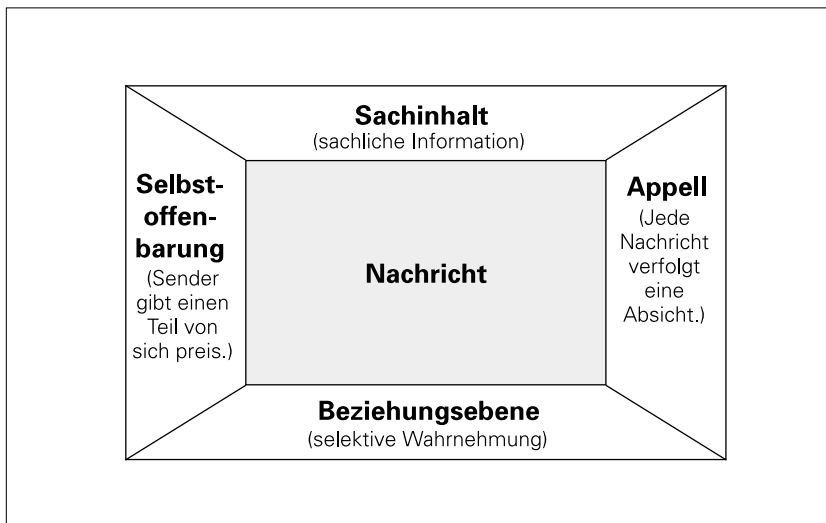 Sachinhalt
(sachliche Information)
Selbst-
offen-
barung
(Sender
gibt einen
Teil von
sich preis.)
Nachricht
Appell
(Jede
Nachricht
verfolgt
eine
Absicht.)
Beziehungsebene
(selektive Wahrnehmung)